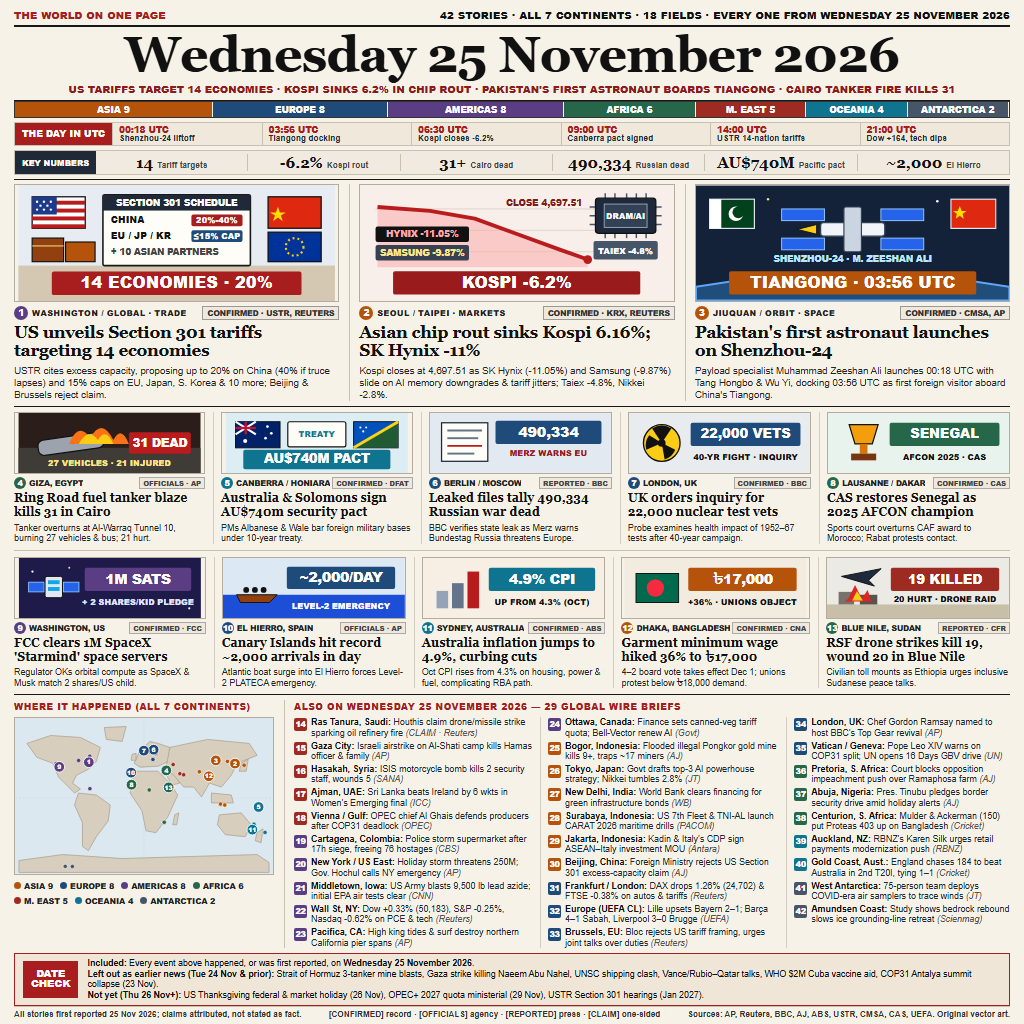 THE WORLD ON ONE PAGE
42 STORIES · ALL 7 CONTINENTS · 18 FIELDS · EVERY ONE FROM WEDNESDAY 25 NOVEMBER 2026
Wednesday 25 November 2026
US TARIFFS TARGET 14 ECONOMIES · KOSPI SINKS 6.2% IN CHIP ROUT · PAKISTAN'S FIRST ASTRONAUT BOARDS TIANGONG · CAIRO TANKER FIRE KILLS 31
ASIA 9
EUROPE 8
AMERICAS 8
AFRICA 6
M. EAST 5
OCEANIA 4
ANTARCTICA 2
THE DAY IN UTC
00:18 UTC
Shenzhou-24 liftoff
03:56 UTC
Tiangong docking
06:30 UTC
Kospi closes -6.2%
09:00 UTC
Canberra pact signed
14:00 UTC
USTR 14-nation tariffs
21:00 UTC
Dow +164, tech dips
KEY NUMBERS
14 Tariff targets
-6.2% Kospi rout
31+ Cairo dead
490,334 Russian dead
AU$740M Pacific pact
~2,000 El Hierro
SECTION 301 SCHEDULE
CHINA 20%-40%
EU / JP / KR ≤15% CAP
+ 10 ASIAN PARTNERS
14 ECONOMIES · 20%
1 WASHINGTON / GLOBAL · TRADE
CONFIRMED · USTR, REUTERS
US unveils Section 301 tariffs
targeting 14 economies
USTR cites excess capacity, proposing up to 20% on China (40% if truce
lapses) and 15% caps on EU, Japan, S. Korea & 10 more; Beijing &
Brussels reject claim.
CLOSE 4,697.51
DRAM/AI
HYNIX -11.05%
SAMSUNG -9.87%
TAIEX -4.8%
KOSPI -6.2%
2 SEOUL / TAIPEI · MARKETS
CONFIRMED · KRX, REUTERS
Asian chip rout sinks Kospi 6.16%;
SK Hynix -11%
Kospi closes at 4,697.51 as SK Hynix (-11.05%) and Samsung (-9.87%)
slide on AI memory downgrades & tariff jitters; Taiex -4.8%, Nikkei
-2.8%.
SHENZHOU-24 · M. ZEESHAN ALI
TIANGONG · 03:56 UTC
3 JIUQUAN / ORBIT · SPACE
CONFIRMED · CMSA, AP
Pakistan's first astronaut launches
on Shenzhou-24
Payload specialist Muhammad Zeeshan Ali launches 00:18 UTC with
Tang Hongbo & Wu Yi, docking 03:56 UTC as first foreign visitor aboard
China's Tiangong.
31 DEAD
27 VEHICLES · 21 INJURED
4 GIZA, EGYPT
OFFICIALS · AP
Ring Road fuel tanker blaze
kills 31 in Cairo
Tanker overturns at Al-Warraq Tunnel 10,
burning 27 vehicles & bus; 21 hurt.
TREATY
AU$740M PACT
5 CANBERRA / HONIARA
CONFIRMED · DFAT
Australia & Solomons sign
AU$740m security pact
PMs Albanese & Wale bar foreign military bases
under 10-year treaty.
490,334
MERZ WARNS EU
6 BERLIN / MOSCOW
REPORTED · BBC
Leaked files tally 490,334
Russian war dead
BBC verifies state leak as Merz warns
Bundestag Russia threatens Europe.
22,000 VETS
40-YR FIGHT · INQUIRY
7 LONDON, UK
CONFIRMED · BBC
UK orders inquiry for
22,000 nuclear test vets
Probe examines health impact of 1952–67
tests after 40-year campaign.
SENEGAL
AFCON 2025 · CAS
8 LAUSANNE / DAKAR
CONFIRMED · CAS
CAS restores Senegal as
2025 AFCON champion
Sports court overturns CAF award to
Morocco; Rabat protests contact.
1M SATS
+ 2 SHARES/KID PLEDGE
9 WASHINGTON, US
CONFIRMED · FCC
FCC clears 1M SpaceX
'Starmind' space servers
Regulator OKs orbital compute as SpaceX &
Musk match 2 shares/US child.
~2,000/DAY
LEVEL-2 EMERGENCY
10 EL HIERRO, SPAIN
OFFICIALS · AP
Canary Islands hit record
~2,000 arrivals in day
Atlantic boat surge into El Hierro forces Level-
2 PLATECA emergency.
4.9% CPI
UP FROM 4.3% (OCT)
11 SYDNEY, AUSTRALIA
CONFIRMED · ABS
Australia inflation jumps to
4.9%, curbing cuts
Oct CPI rises from 4.3% on housing, power &
fuel, complicating RBA path.
৳17,000
+36% · UNIONS OBJECT
12 DHAKA, BANGLADESH
CONFIRMED · CNA
Garment minimum wage
hiked 36% to ৳17,000
4–2 board vote takes effect Dec 1; unions
protest below ৳18,000 demand.
19 KILLED
20 HURT · DRONE RAID
13 BLUE NILE, SUDAN
REPORTED · CFR
RSF drone strikes kill 19,
wound 20 in Blue Nile
Civilian toll mounts as Ethiopia urges inclusive
Sudanese peace talks.
WHERE IT HAPPENED (ALL 7 CONTINENTS)
9
1
7
6
10
8
4
13
3
2
12
5
11
ASIA 9 EUROPE 8 AMERICAS 8 AFRICA 6
M. EAST 5 OCEANIA 4 ANTARCTICA 2
ALSO ON WEDNESDAY 25 NOVEMBER 2026 — 29 GLOBAL WIRE BRIEFS
14 Ras Tanura, Saudi: Houthis claim drone/missile strike
sparking oil refinery fire (CLAIM · Reuters)
15 Gaza City: Israeli airstrike on Al-Shati camp kills Hamas
officer & family (AP)
16 Hasakah, Syria: ISIS motorcycle bomb kills 2 security
staff, wounds 5 (SANA)
17 Ajman, UAE: Sri Lanka beats Ireland by 6 wkts in
Women's Emerging final (ICC)
18 Vienna / Gulf: OPEC chief Al Ghais defends producers
after COP31 deadlock (OPEC)
19 Cartagena, Colombia: Police storm supermarket after
17h siege, freeing 76 hostages (CBS)
20 New York / US East: Holiday storm threatens 250M;
Gov. Hochul calls NY emergency (AP)
21 Middletown, Iowa: US Army blasts 9,500 lb lead azide;
initial EPA air tests clear (CNN)
22 Wall St, NY: Dow +0.33% (50,183), S&P -0.25%,
Nasdaq -0.62% on PCE & tech (Reuters)
23 Pacifica, CA: High king tides & surf destroy northern
California pier spans (AP)
24 Ottawa, Canada: Finance sets canned-veg tariff
quota; Bell-Vector renew AI (Govt)
25 Bogor, Indonesia: Flooded illegal Pongkor gold mine
kills 9+, traps ~17 miners (AJ)
26 Tokyo, Japan: Govt drafts top-3 AI powerhouse
strategy; Nikkei tumbles 2.8% (JT)
27 New Delhi, India: World Bank clears financing for
green infrastructure bonds (WB)
28 Surabaya, Indonesia: US 7th Fleet & TNI-AL launch
CARAT 2026 maritime drills (PACOM)
29 Jakarta, Indonesia: Kadin & Italy's CDP sign
ASEAN–Italy investment MOU (Antara)
30 Beijing, China: Foreign Ministry rejects US Section
301 excess-capacity claim (AJ)
31 Frankfurt / London: DAX drops 1.26% (24,702) &
FTSE -0.38% on autos & tariffs (Reuters)
32 Europe (UEFA CL): Lille upsets Bayern 2–1; Barça
4–1 Sabah, Liverpool 3–0 Brugge (UEFA)
33 Brussels, EU: Bloc rejects US tariff framing, urges
joint talks over duties (Reuters)
34 London, UK: Chef Gordon Ramsay named to
host BBC's Top Gear revival (AP)
35 Vatican / Geneva: Pope Leo XIV warns on
COP31 split; UN opens 16 Days GBV drive (UN)
36 Pretoria, S. Africa: Court blocks opposition
impeachment push over Ramaphosa farm (AJ)
37 Abuja, Nigeria: Pres. Tinubu pledges border
security drive amid holiday alerts (AJ)
38 Centurion, S. Africa: Mulder & Ackerman (150)
put Proteas 403 up on Bangladesh (Cricket)
39 Auckland, NZ: RBNZ's Karen Silk urges retail
payments modernization push (RBNZ)
40 Gold Coast, Aust.: England chases 184 to beat
Australia in 2nd T20I, tying 1–1 (Cricket)
41 West Antarctica: 75-person team deploys
COVID-era air samplers to trace winds (JT)
42 Amundsen Coast: Study shows bedrock rebound
slows ice grounding-line retreat (Scienmag)
DATE
CHECK
Included: Every event above happened, or was first reported, on Wednesday 25 November 2026.
Left out as earlier news (Tue 24 Nov & prior): Strait of Hormuz 3-tanker mine blasts, Gaza strike killing Naeem Abu Nahel, UNSC shipping clash, Vance/Rubio–Qatar talks, WHO $2M Cuba vaccine aid, COP31 Antalya summit
collapse (23 Nov).
Not yet (Thu 26 Nov+): US Thanksgiving federal & market holiday (26 Nov), OPEC+ 2027 quota ministerial (29 Nov), USTR Section 301 hearings (Jan 2027).
All stories first reported 25 Nov 2026; claims attributed, not stated as fact.
[CONFIRMED] record · [OFFICIALS] agency · [REPORTED] press · [CLAIM] one-sided
Sources: AP, Reuters, BBC, AJ, ABS, USTR, CMSA, CAS, UEFA. Original vector art.